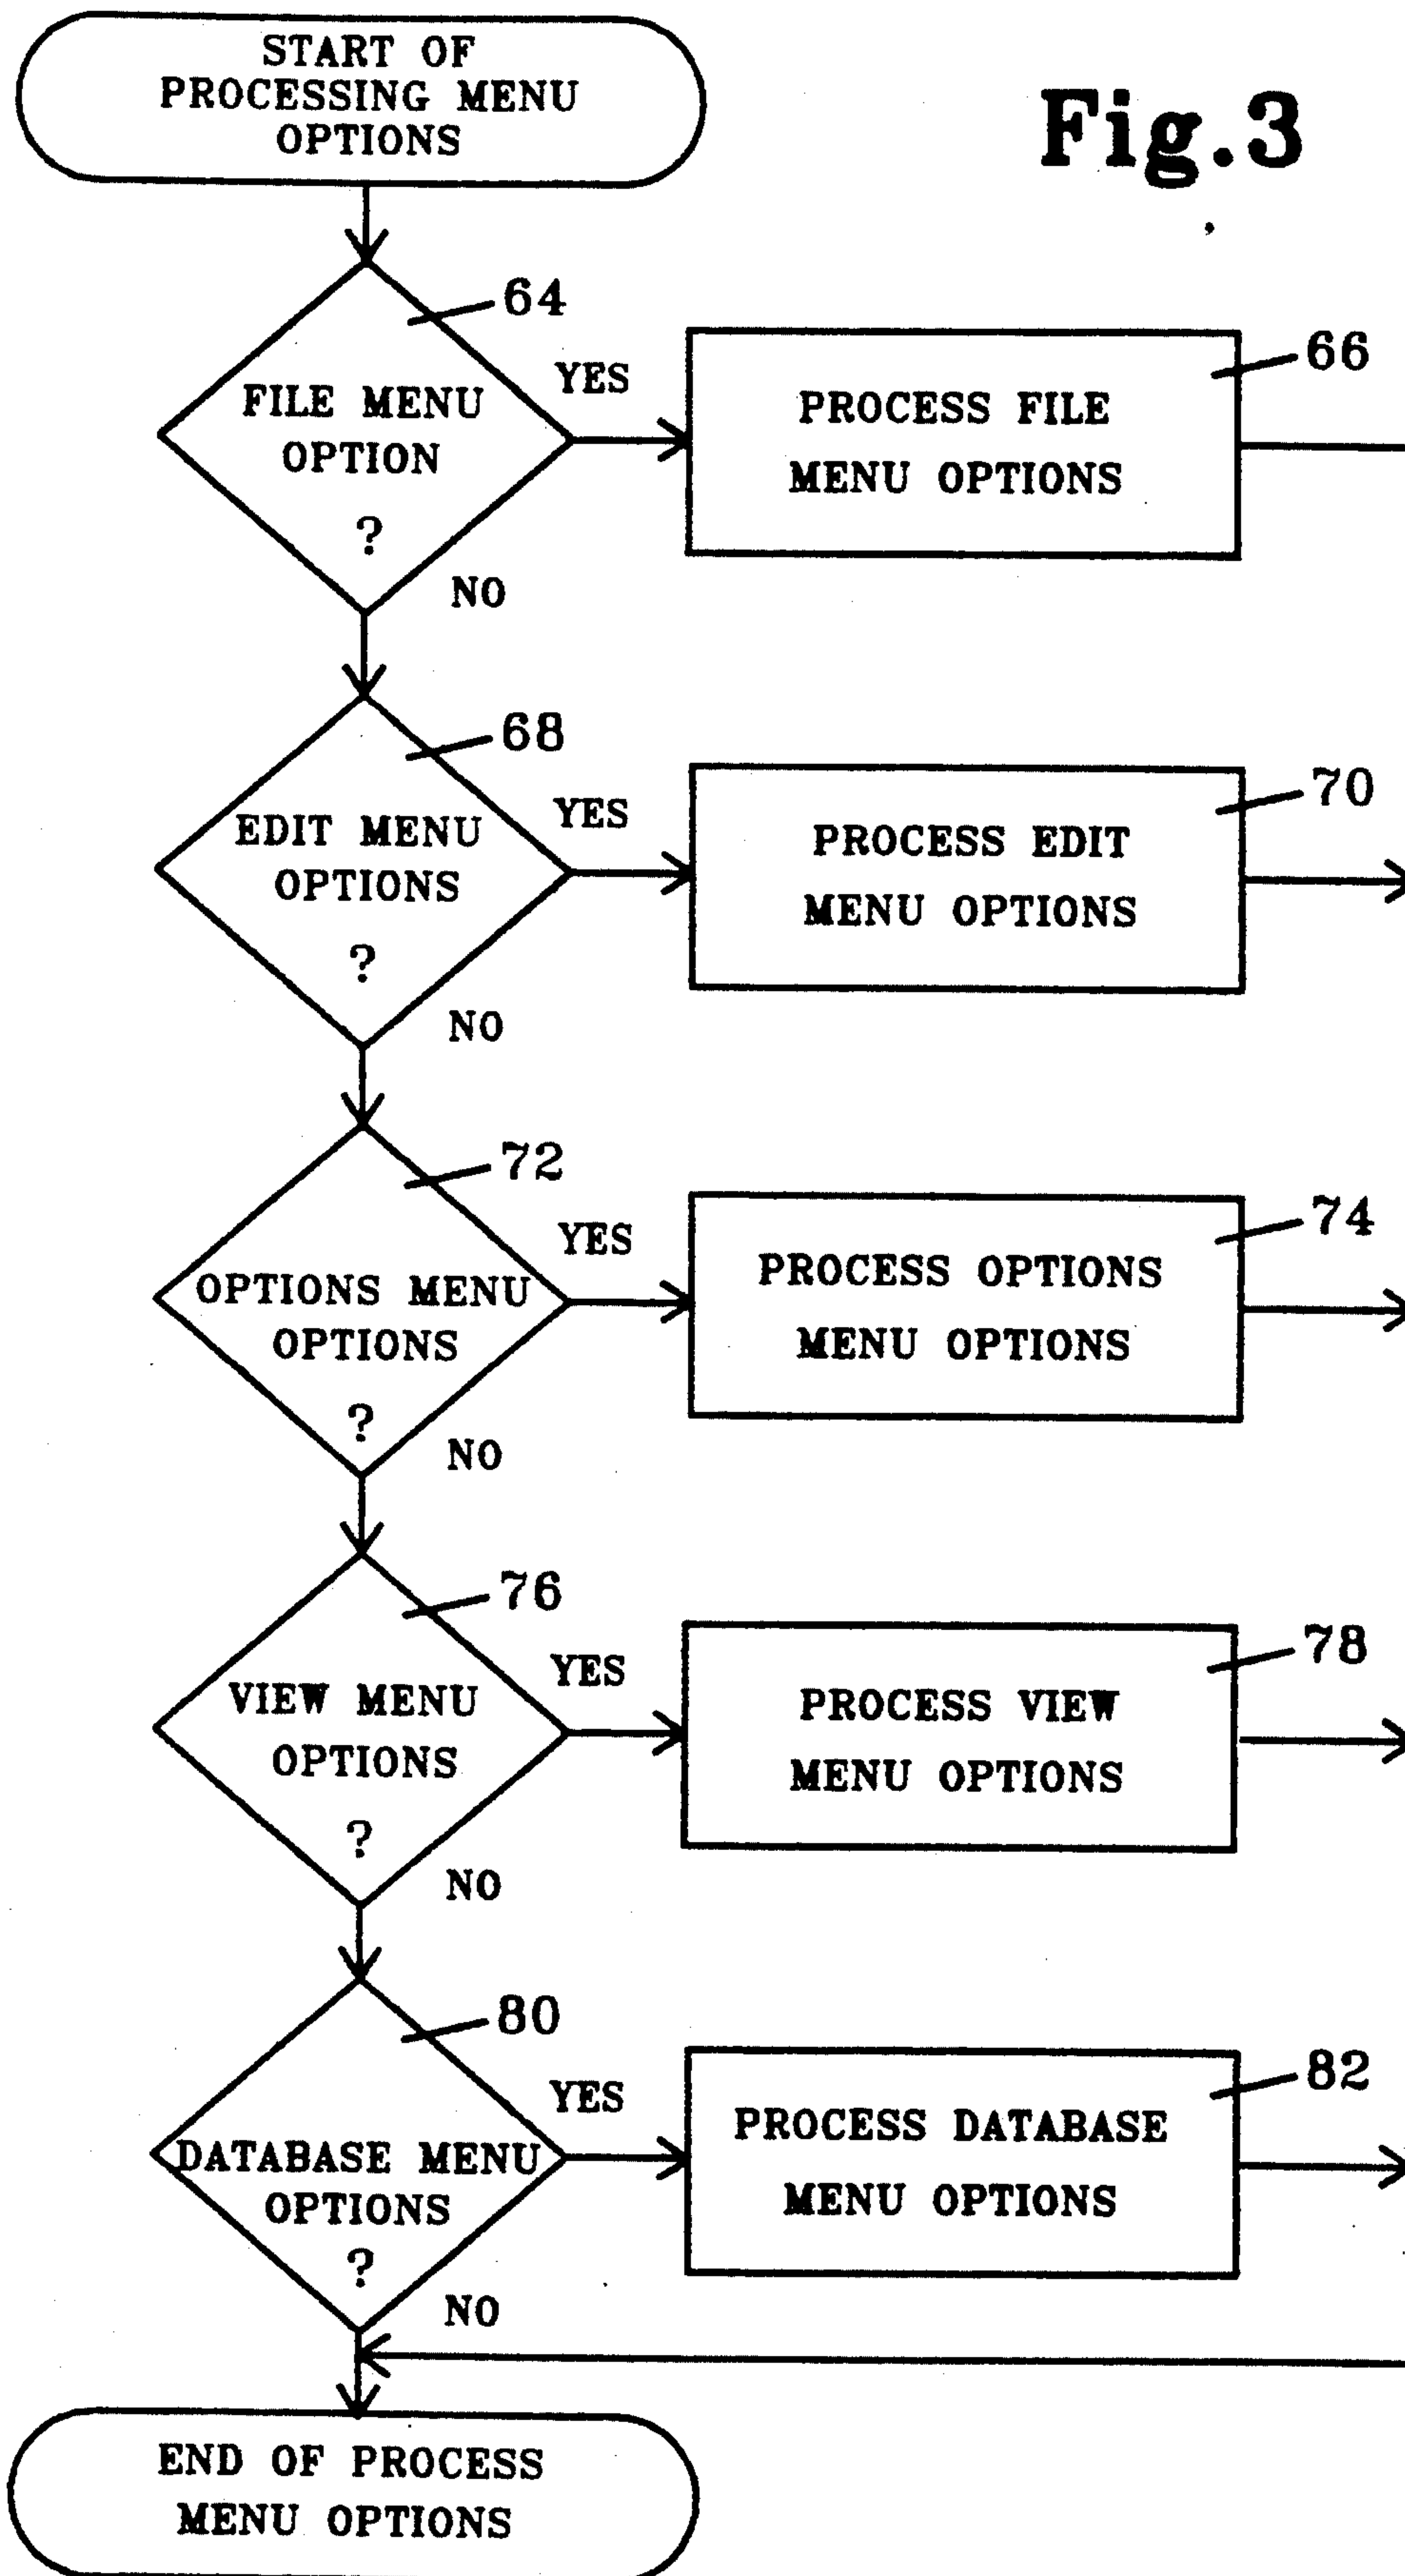 START OF
PROCESSING MENU
OPTIONS
Fig.3
64
FILE MENU
OPTION
?
YES
NO
PROCESS FILE
MENU OPTIONS
66
68
EDIT MENU
OPTIONS
?
YES
NO
PROCESS EDIT
MENU OPTIONS
70
72
OPTIONS MENU
OPTIONS
?
YES
NO
PROCESS OPTIONS
MENU OPTIONS
74
76
VIEW MENU
OPTIONS
?
YES
NO
PROCESS VIEW
MENU OPTIONS
78
80
DATABASE MENU
OPTIONS
?
YES
NO
PROCESS DATABASE
MENU OPTIONS
82
END OF PROCESS
MENU OPTIONS